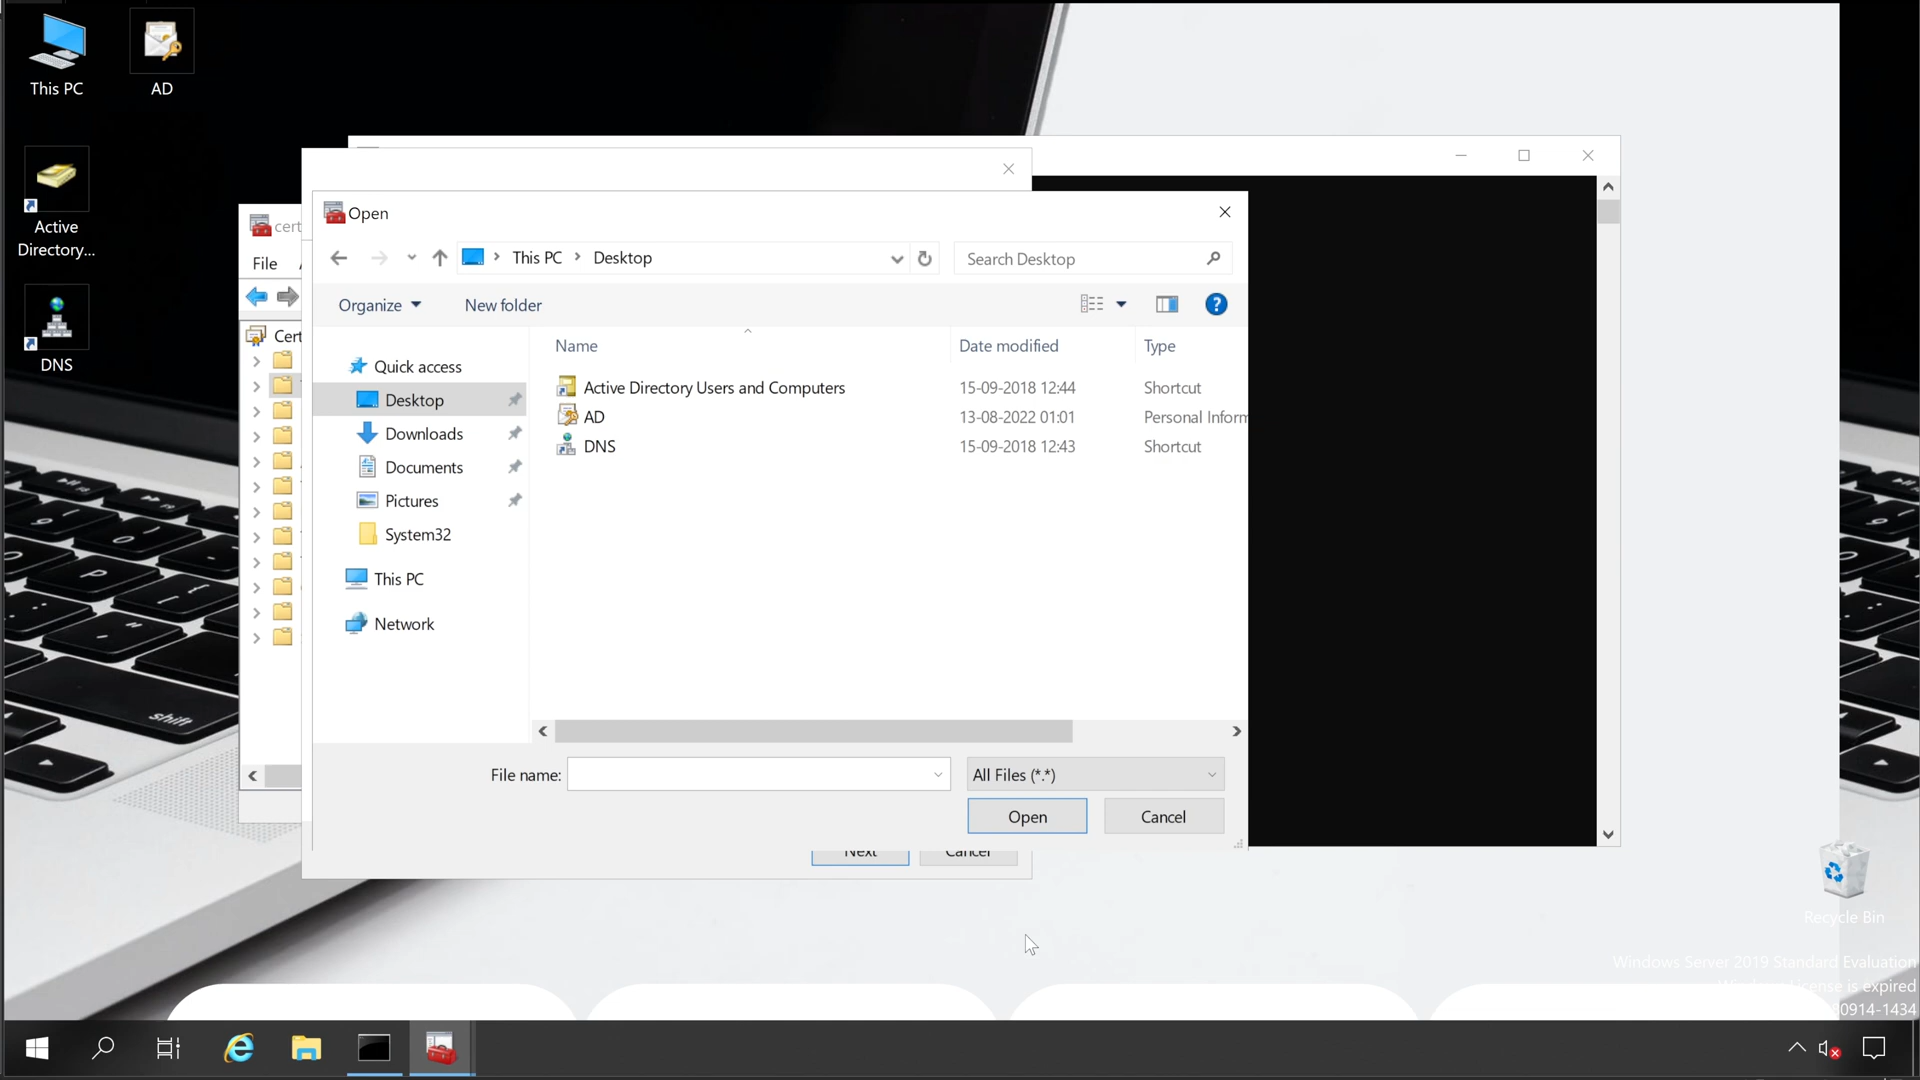 This PC
AD
Active
Directory...
DNS
cert
File
Cert
Open
This PC
Desktop
Search Desktop
Organize
New folder
Name
Date modified
Type
Quick access
Desktop
Downloads
Documents
Pictures
System32
This PC
Network
Active Directory Users and Computers
15-09-2018 12:44
Shortcut
AD
13-08-2022 01:01
Personal Inform
DNS
15-09-2018 12:43
Shortcut
File name:
All Files (*.*)
Open
Cancel
Next
Cancel
shift
Recycle Bin
Windows Server 2019 Standard Evaluation
License is expired
0914-1434